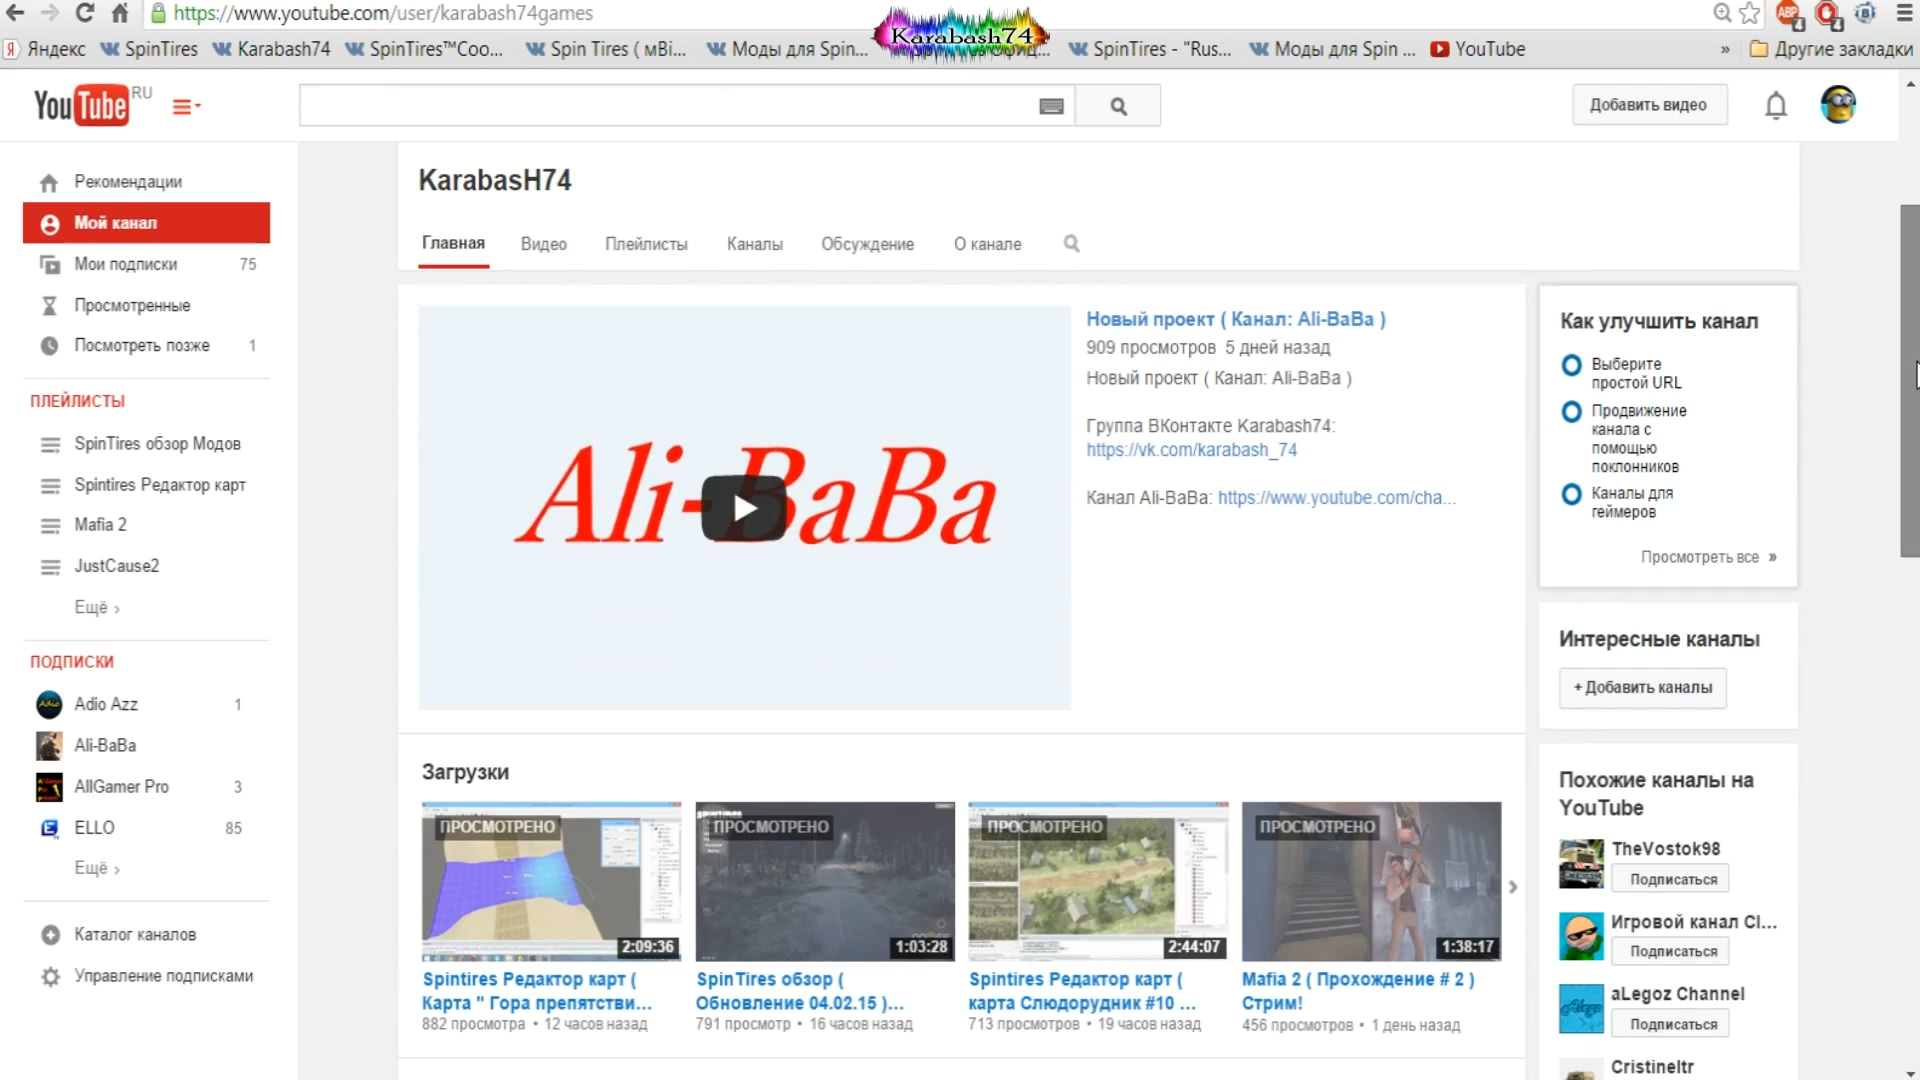 https://www.youtube.com/user/karabash74games
ABP
Яндекс
SpinTires
Karabash74
SpinTires™Coo...
Spin Tires ( мBi...
Моды для Spin...
Karabash74
SpinTires - "Rus...
Моды для Spin ...
YouTube
»
Другие закладки
YouTube RU
Добавить видео
Рекомендации
Мой канал
Мои подписки 75
Просмотренные
Посмотреть позже 1
ПЛЕЙЛИСТЫ
SpinTires обзор Модов
Spintires Редактор карт
Mafia 2
JustCause2
Ещё ›
ПОДПИСКИ
Adio Azz 1
Ali-BaBa
AllGamer Pro 3
ELLO 85
Ещё ›
Каталог каналов
Управление подписками
KarabasH74
Главная
Видео
Плейлисты
Каналы
Обсуждение
О канале
Ali-BaBa
Новый проект ( Канал: Ali-BaBa )
909 просмотров 5 дней назад
Новый проект ( Канал: Ali-BaBa )
Группа ВКонтакте Karabash74:
https://vk.com/karabash_74
Канал Ali-BaBa: https://www.youtube.com/cha...
Загрузки
ПРОСМОТРЕНО
2:09:36
Spintires Редактор карт (
Карта " Гора препятстви...
882 просмотра • 12 часов назад
SPINTIRES
ПРОСМОТРЕНО
1:03:28
SpinTires обзор (
Обновление 04.02.15 )...
791 просмотр • 16 часов назад
ПРОСМОТРЕНО
2:44:07
Spintires Редактор карт (
карта Слюдорудник #10 ...
713 просмотров • 19 часов назад
ПРОСМОТРЕНО
1:38:17
Mafia 2 ( Прохождение # 2 )
Стрим!
456 просмотров • 1 день назад
Как улучшить канал
Выберите
простой URL
Продвижение
канала с
помощью
поклонников
Каналы для
геймеров
Просмотреть все »
Интересные каналы
+ Добавить каналы
Похожие каналы на
YouTube
TheVostok98
Подписаться
Игровой канал Cl...
Подписаться
aLegoz Channel
Подписаться
Cristineltr